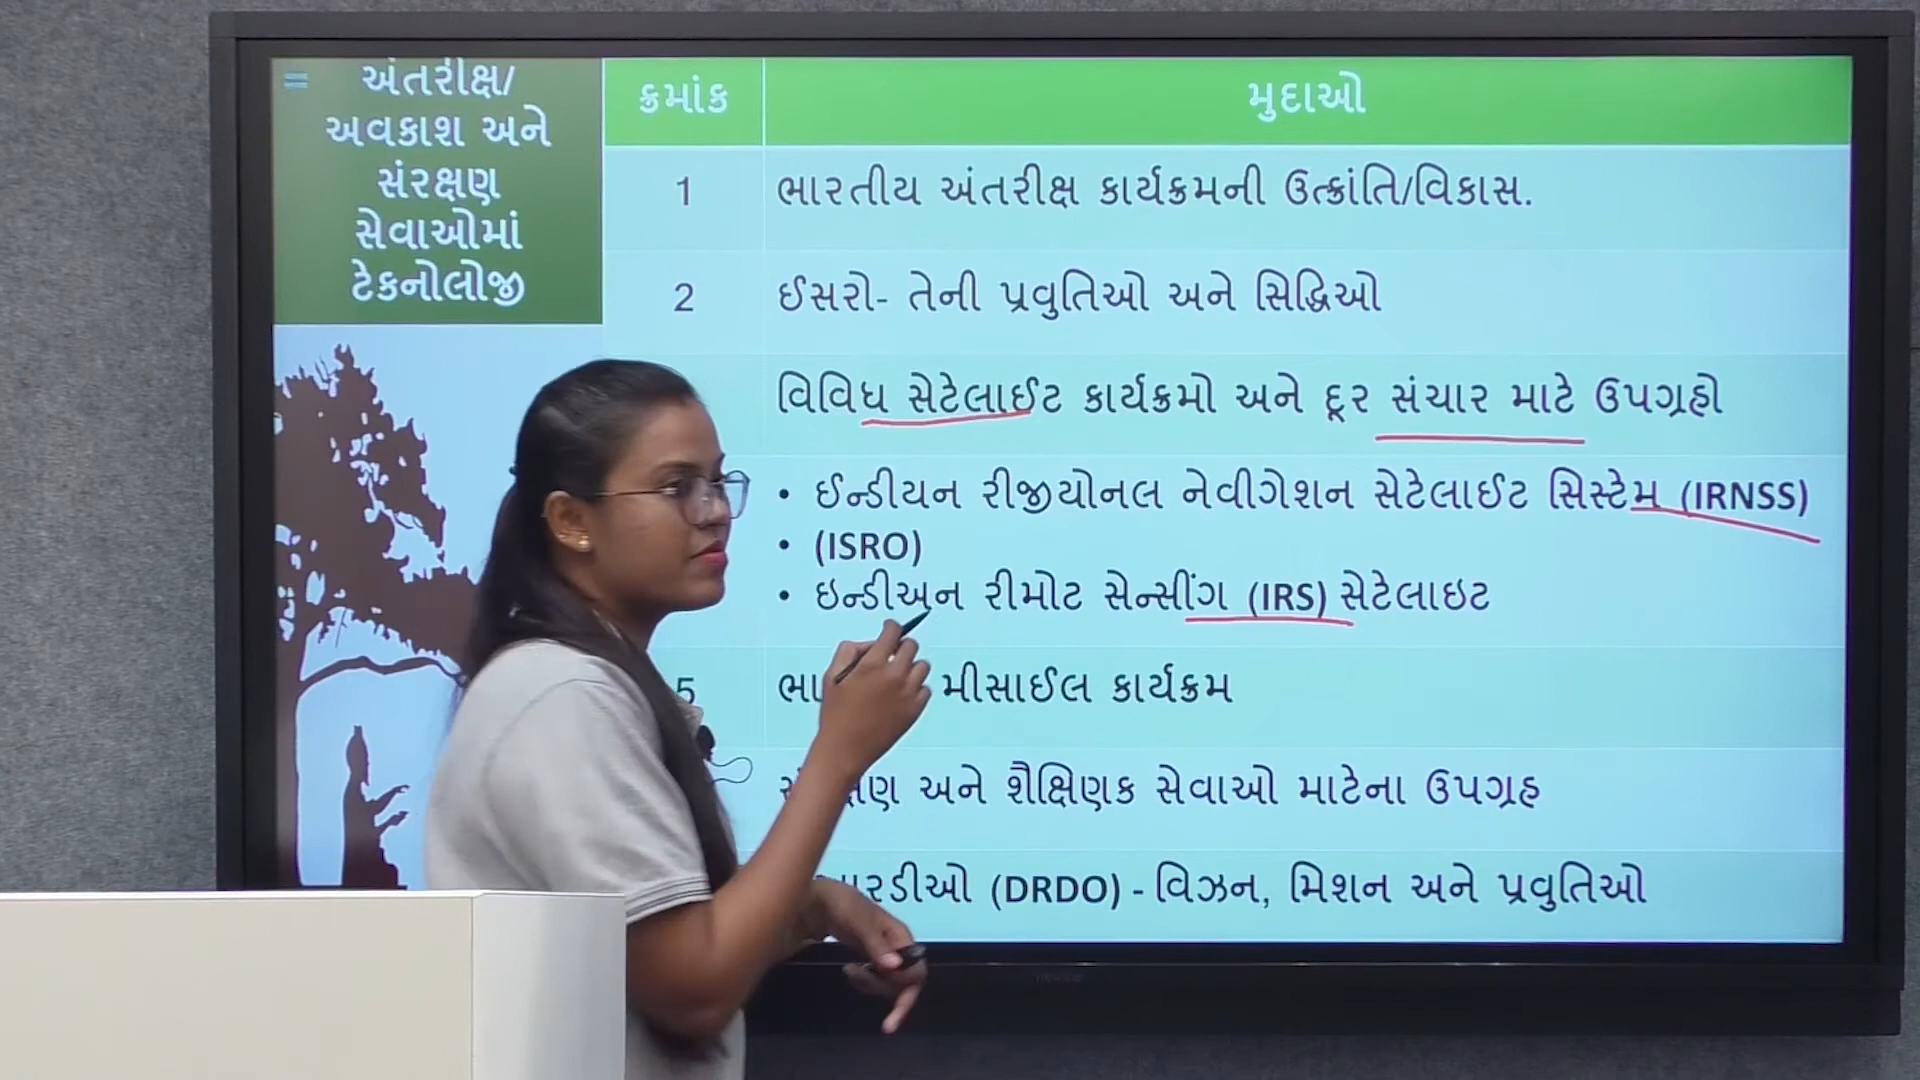 અંતરીક્ષ/
અવકાશ અને
સંરક્ષણ
સેવાઓમાં
ટેકનોલોજી
ક્રમાંક મુદાઓ
1 ભારતીય અંતરીક્ષ કાર્યક્રમની ઉત્ક્રાંતિ/વિકાસ.
2 ઈસરો- તેની પ્રવુતિઓ અને સિદ્ધિઓ
વિવિધ સેટેલાઈટ કાર્યક્રમો અને દૂર સંચાર માટે ઉપગ્રહો
• ઈન્ડીયન રીજીયોનલ નેવીગેશન સેટેલાઈટ સિસ્ટેમ (IRNSS)
• (ISRO)
• ઇન્ડીઅન રીમોટ સેન્સીંગ (IRS) સેટેલાઇટ
5 મીસાઈલ કાર્યક્રમ
અને શૈક્ષિણક સેવાઓ માટેના ઉપગ્રહ
(DRDO) - વિઝન, મિશન અને પ્રવુતિઓ